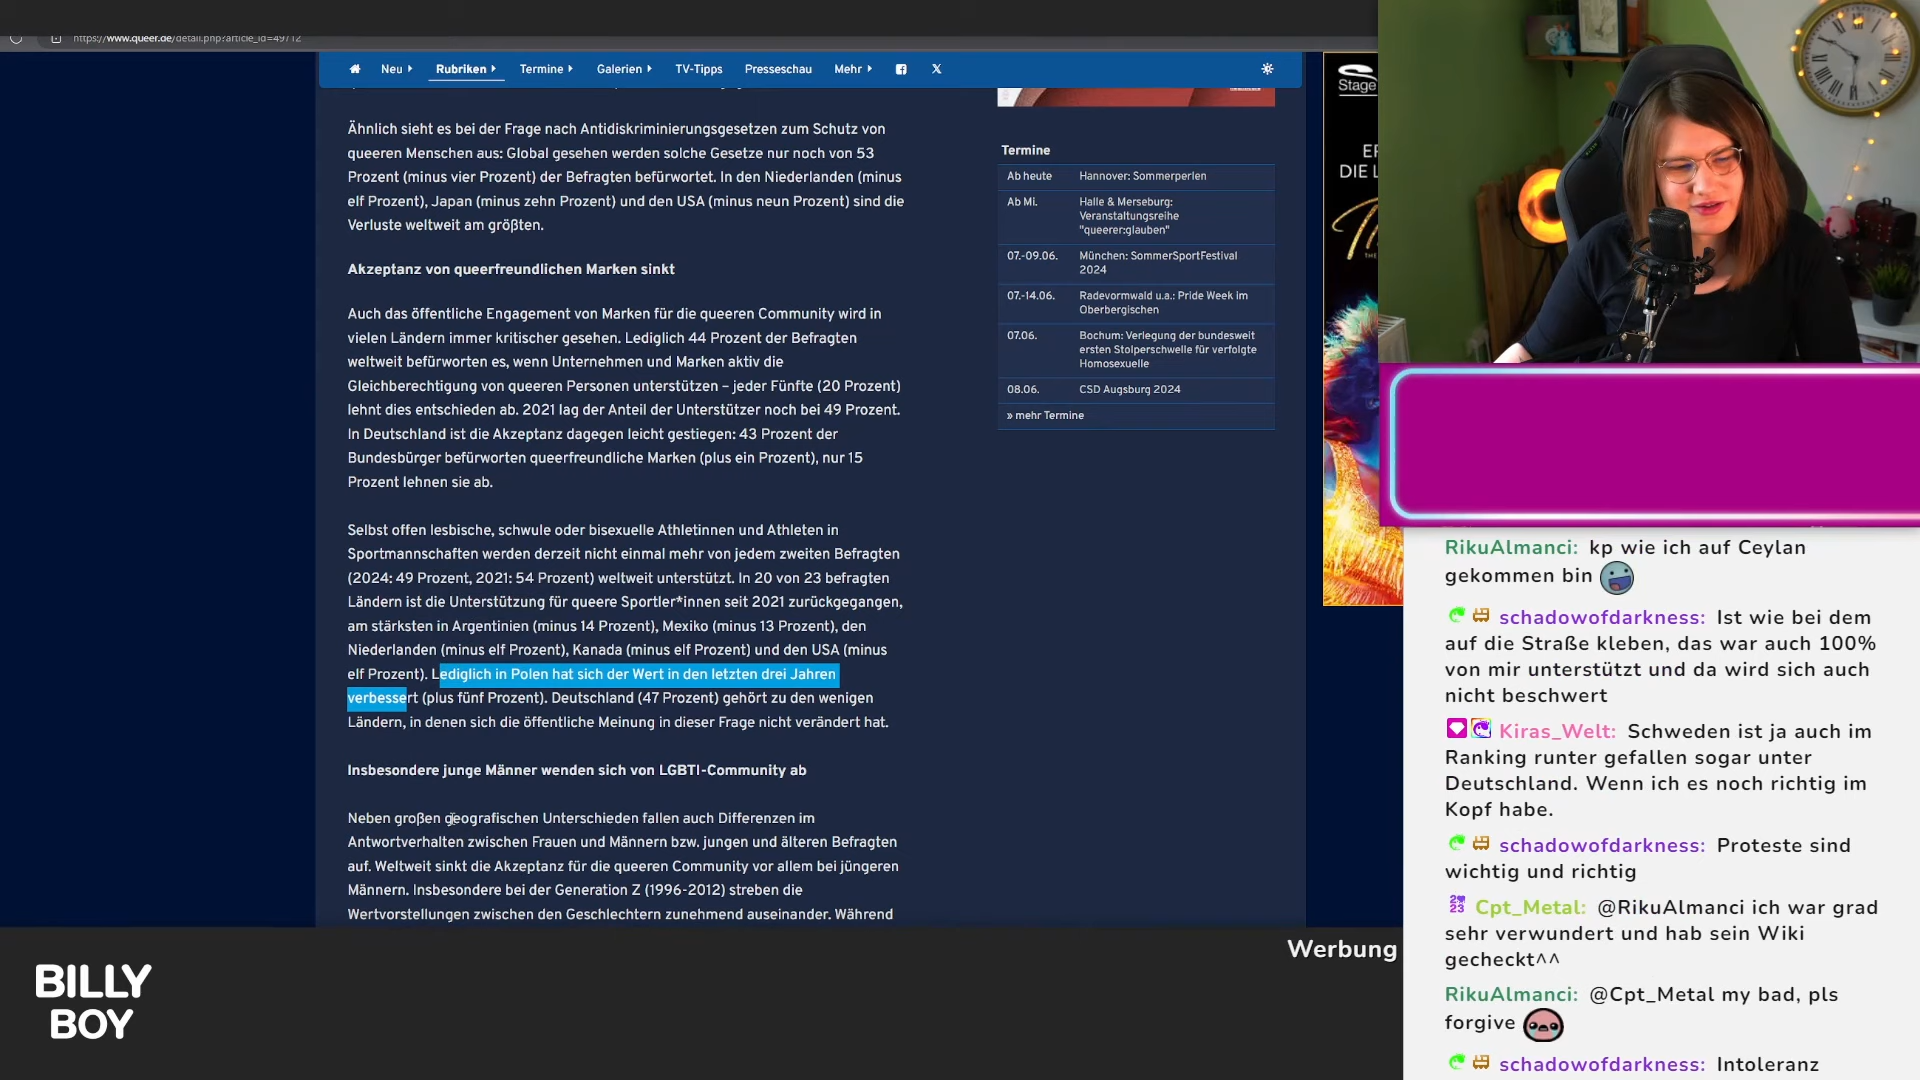 https://www.queer.de/detail.php?article_id=49712
Neu
Rubriken
Termine
Galerien
TV-Tipps
Presseschau
Mehr
Ähnlich sieht es bei der Frage nach Antidiskriminierungsgesetzen zum Schutz von
queeren Menschen aus: Global gesehen werden solche Gesetze nur noch von 53
Prozent (minus vier Prozent) der Befragten befürwortet. In den Niederlanden (minus
elf Prozent), Japan (minus zehn Prozent) und den USA (minus neun Prozent) sind die
Verluste weltweit am größten.
Akzeptanz von queerfreundlichen Marken sinkt
Auch das öffentliche Engagement von Marken für die queeren Community wird in
vielen Ländern immer kritischer gesehen. Lediglich 44 Prozent der Befragten
weltweit befürworten es, wenn Unternehmen und Marken aktiv die
Gleichberechtigung von queeren Personen unterstützen – jeder Fünfte (20 Prozent)
lehnt dies entschieden ab. 2021 lag der Anteil der Unterstützer noch bei 49 Prozent.
In Deutschland ist die Akzeptanz dagegen leicht gestiegen: 43 Prozent der
Bundesbürger befürworten queerfreundliche Marken (plus ein Prozent), nur 15
Prozent lehnen sie ab.
Selbst offen lesbische, schwule oder bisexuelle Athletinnen und Athleten in
Sportmannschaften werden derzeit nicht einmal mehr von jedem zweiten Befragten
(2024: 49 Prozent, 2021: 54 Prozent) weltweit unterstützt. In 20 von 23 befragten
Ländern ist die Unterstützung für queere Sportler*innen seit 2021 zurückgegangen,
am stärksten in Argentinien (minus 14 Prozent), Mexiko (minus 13 Prozent), den
Niederlanden (minus elf Prozent), Kanada (minus elf Prozent) und den USA (minus
elf Prozent). Lediglich in Polen hat sich der Wert in den letzten drei Jahren
verbessert (plus fünf Prozent). Deutschland (47 Prozent) gehört zu den wenigen
Ländern, in denen sich die öffentliche Meinung in dieser Frage nicht verändert hat.
Insbesondere junge Männer wenden sich von LGBTI-Community ab
Neben großen geografischen Unterschieden fallen auch Differenzen im
Antwortverhalten zwischen Frauen und Männern bzw. jungen und älteren Befragten
auf. Weltweit sinkt die Akzeptanz für die queeren Community vor allem bei jüngeren
Männern. Insbesondere bei der Generation Z (1996-2012) streben die
Wertvorstellungen zwischen den Geschlechtern zunehmend auseinander. Während
Termine
Ab heute Hannover: Sommerperlen
Ab Mi. Halle & Merseburg:
Veranstaltungsreihe
"queerer:glauben"
07.-09.06. München: SommerSportFestival
2024
07.-14.06. Radevormwald u.a.: Pride Week im
Oberbergischen
07.06. Bochum: Verlegung der bundesweit
ersten Stolperschwelle für verfolgte
Homosexuelle
08.06. CSD Augsburg 2024
» mehr Termine
Stage
DIE L
RikuAlmanci: kp wie ich auf Ceylan
gekommen bin
schadowofdarkness: Ist wie bei dem
auf die Straße kleben, das war auch 100%
von mir unterstützt und da wird sich auch
nicht beschwert
Kiras_Welt: Schweden ist ja auch im
Ranking runter gefallen sogar unter
Deutschland. Wenn ich es noch richtig im
Kopf habe.
schadowofdarkness: Proteste sind
wichtig und richtig
Cpt_Metal: @RikuAlmanci ich war grad
sehr verwundert und hab sein Wiki
gecheckt^^
RikuAlmanci: @Cpt_Metal my bad, pls
forgive
schadowofdarkness: Intoleranz
Werbung
BILLY
BOY